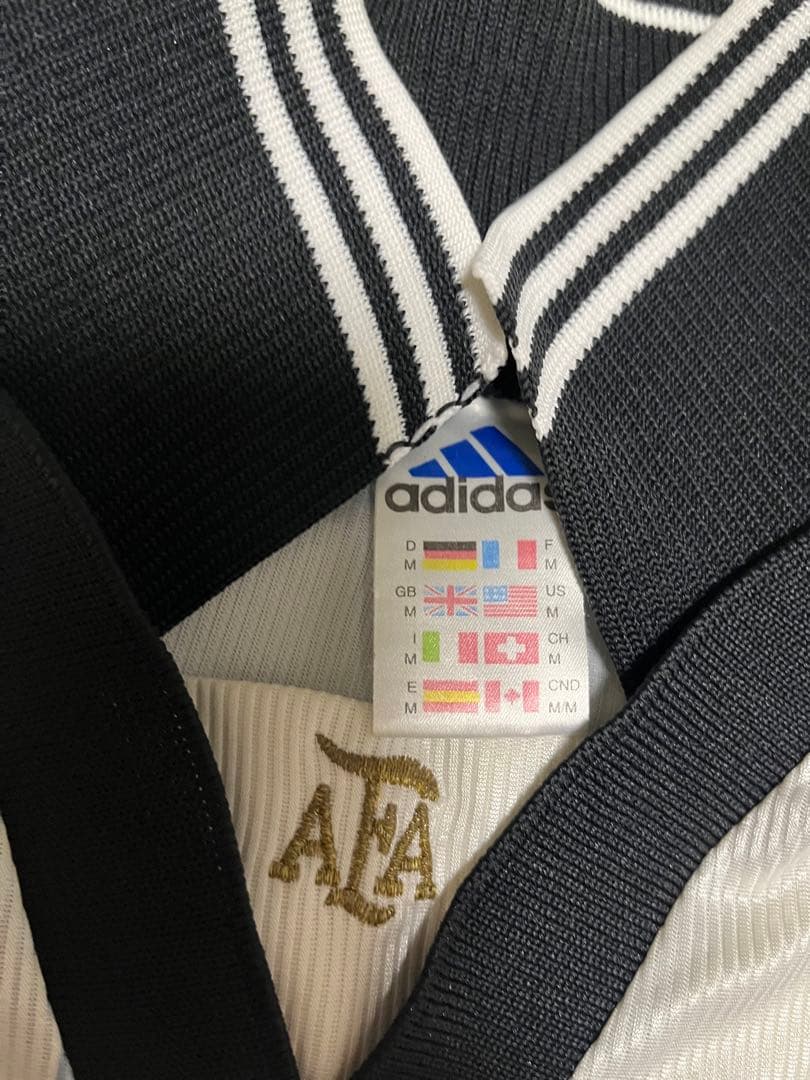 adidas
D F
M M
GB US
M M
I CH
M M
E CND
M M/M
AFA